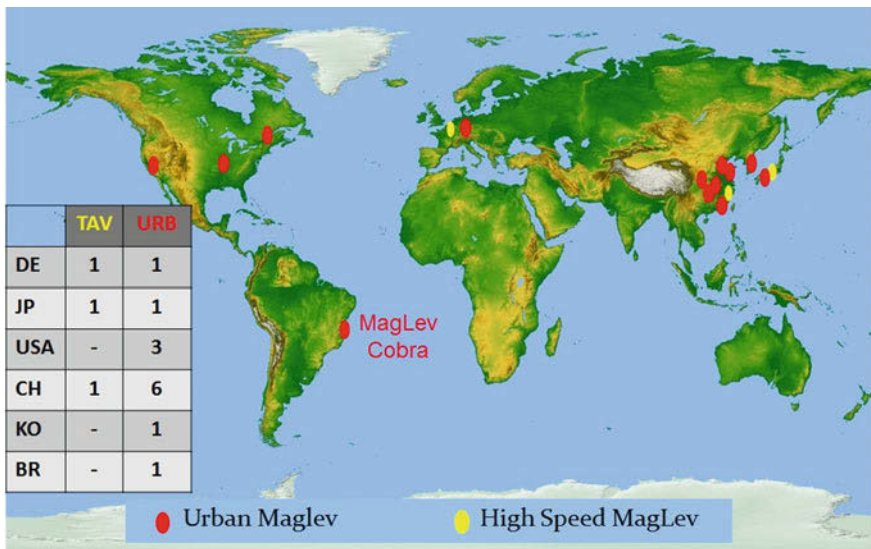 TAV URB
DE 1 1
JP 1 1
USA - 3
CH 1 6
KO - 1
BR - 1
MagLev
Cobra
Urban Maglev
High Speed MagLev